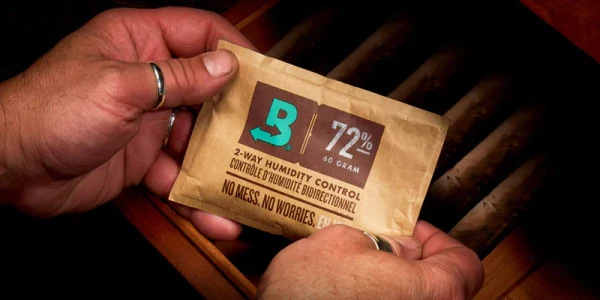 B
72%
60 GRAM
2-WAY HUMIDITY CONTROL
CONTRÔLE D'HUMIDITÉ BIDIRECTIONNEL
NO MESS. NO WORRIES.